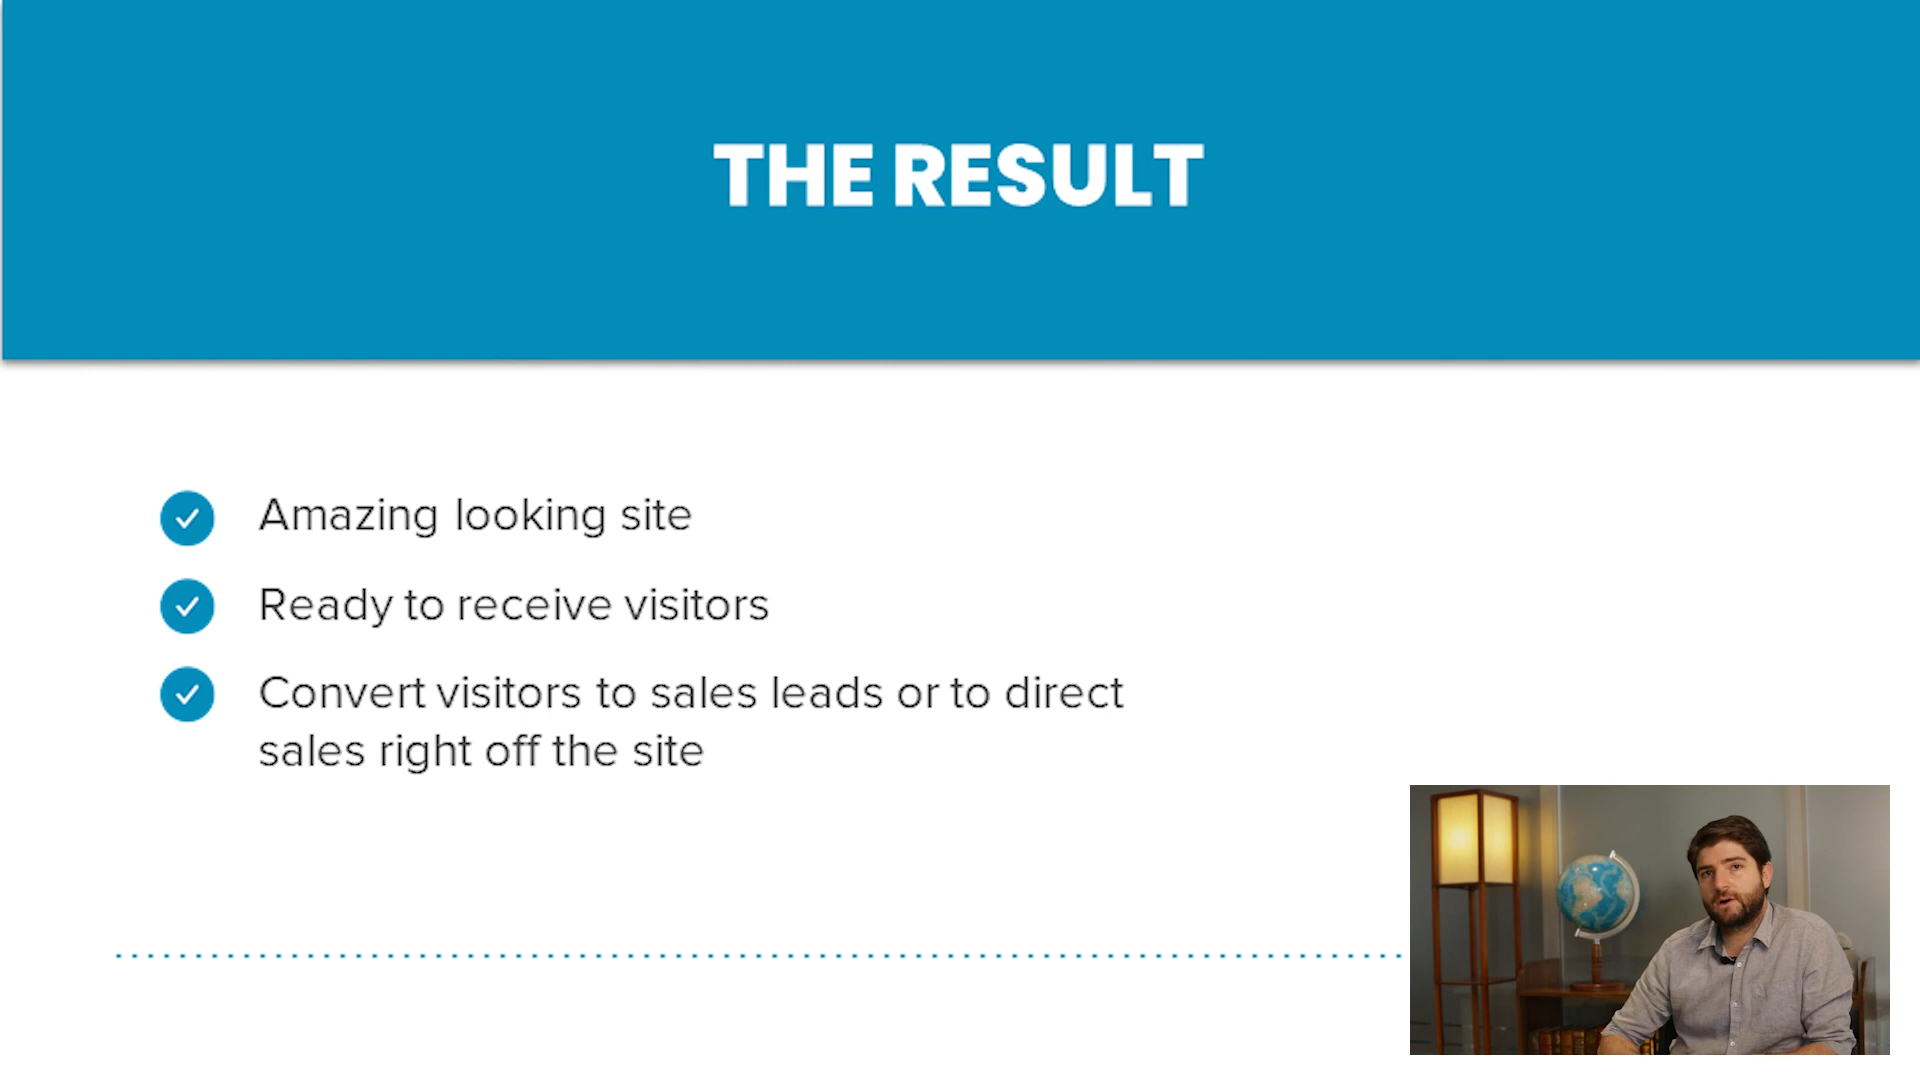 THE RESULT
Amazing looking site
Ready to receive visitors
Convert visitors to sales leads or to direct
sales right off the site